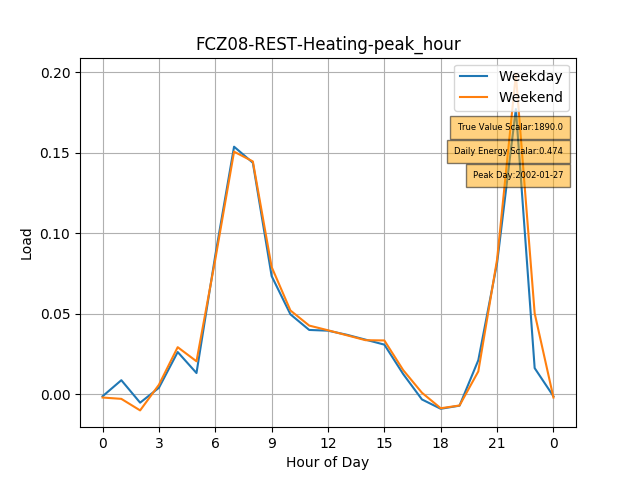 FCZ08-REST-Heating-peak_hour
Weekday
Weekend
True Value Scalar:1890.0
Daily Energy Scalar:0.474
Peak Day:2002-01-27
0.20
0.15
0.10
0.05
0.00
Load
0 3 6 9 12 15 18 21 0
Hour of Day